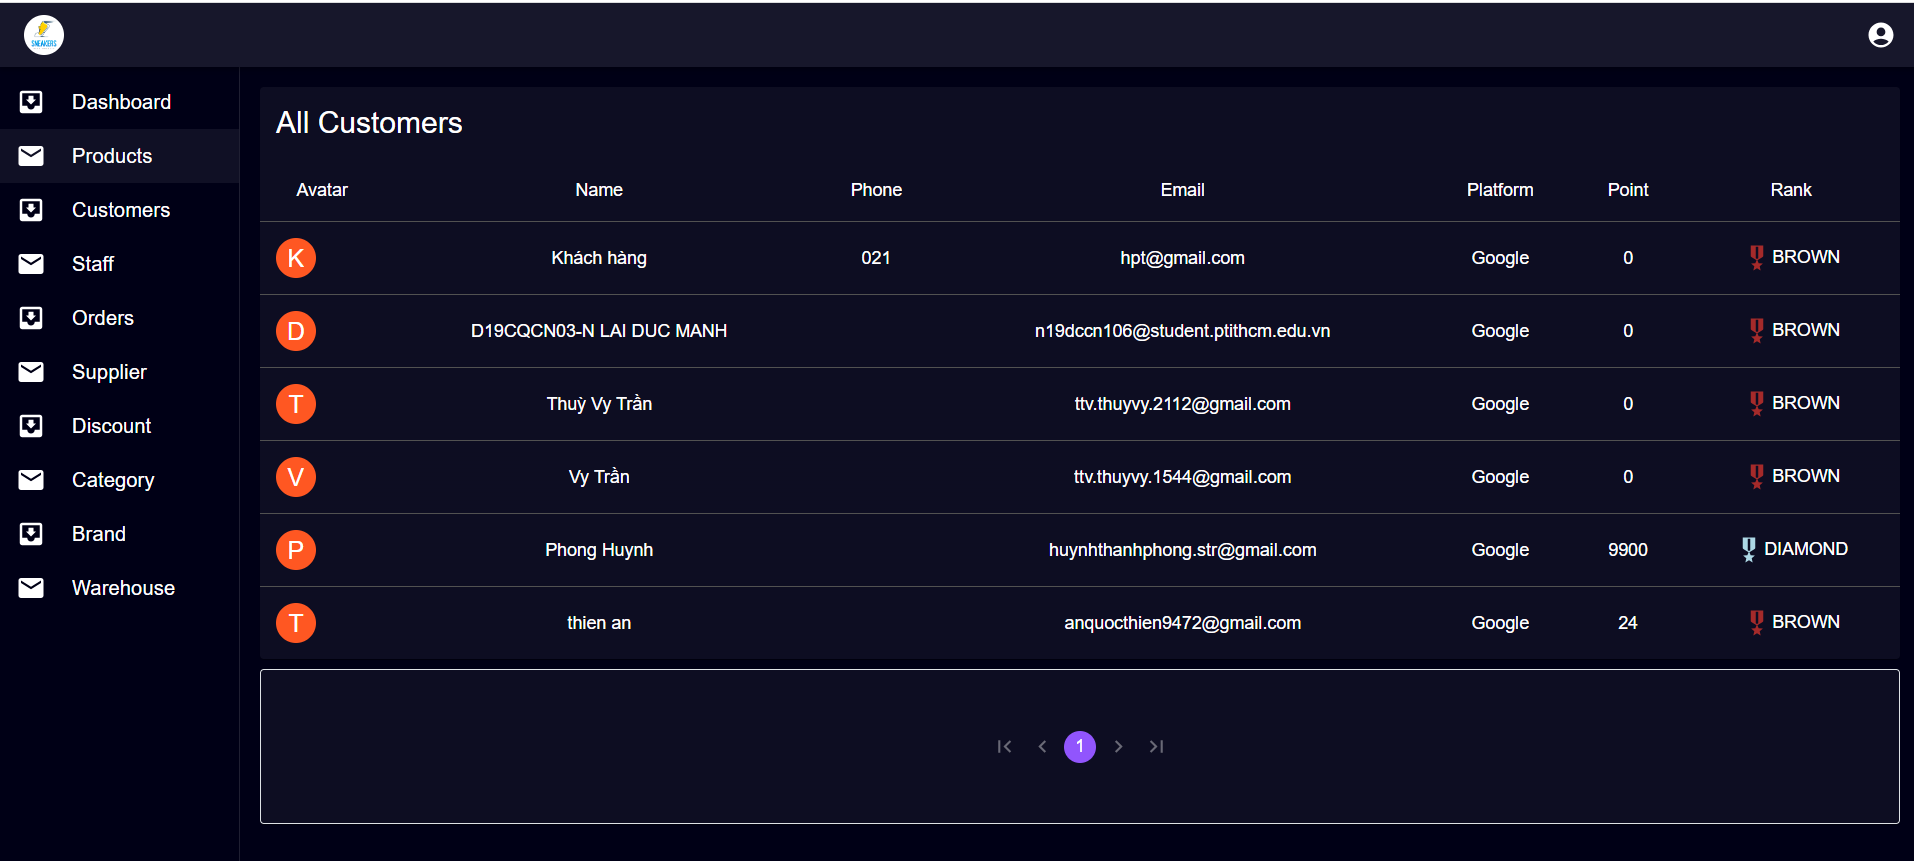 SNEAKERS
Dashboard
Products
Customers
Staff
Orders
Supplier
Discount
Category
Brand
Warehouse
All Customers
Avatar Name Phone Email Platform Point Rank
K Khách hàng 021 hpt@gmail.com Google 0 BROWN
D D19CQCN03-N LAI DUC MANH n19dccn106@student.ptithcm.edu.vn Google 0 BROWN
T Thuỳ Vy Trần ttv.thuyvy.2112@gmail.com Google 0 BROWN
V Vy Trần ttv.thuyvy.1544@gmail.com Google 0 BROWN
P Phong Huynh huynhthanhphong.str@gmail.com Google 9900 DIAMOND
T thien an anquocthien9472@gmail.com Google 24 BROWN
1